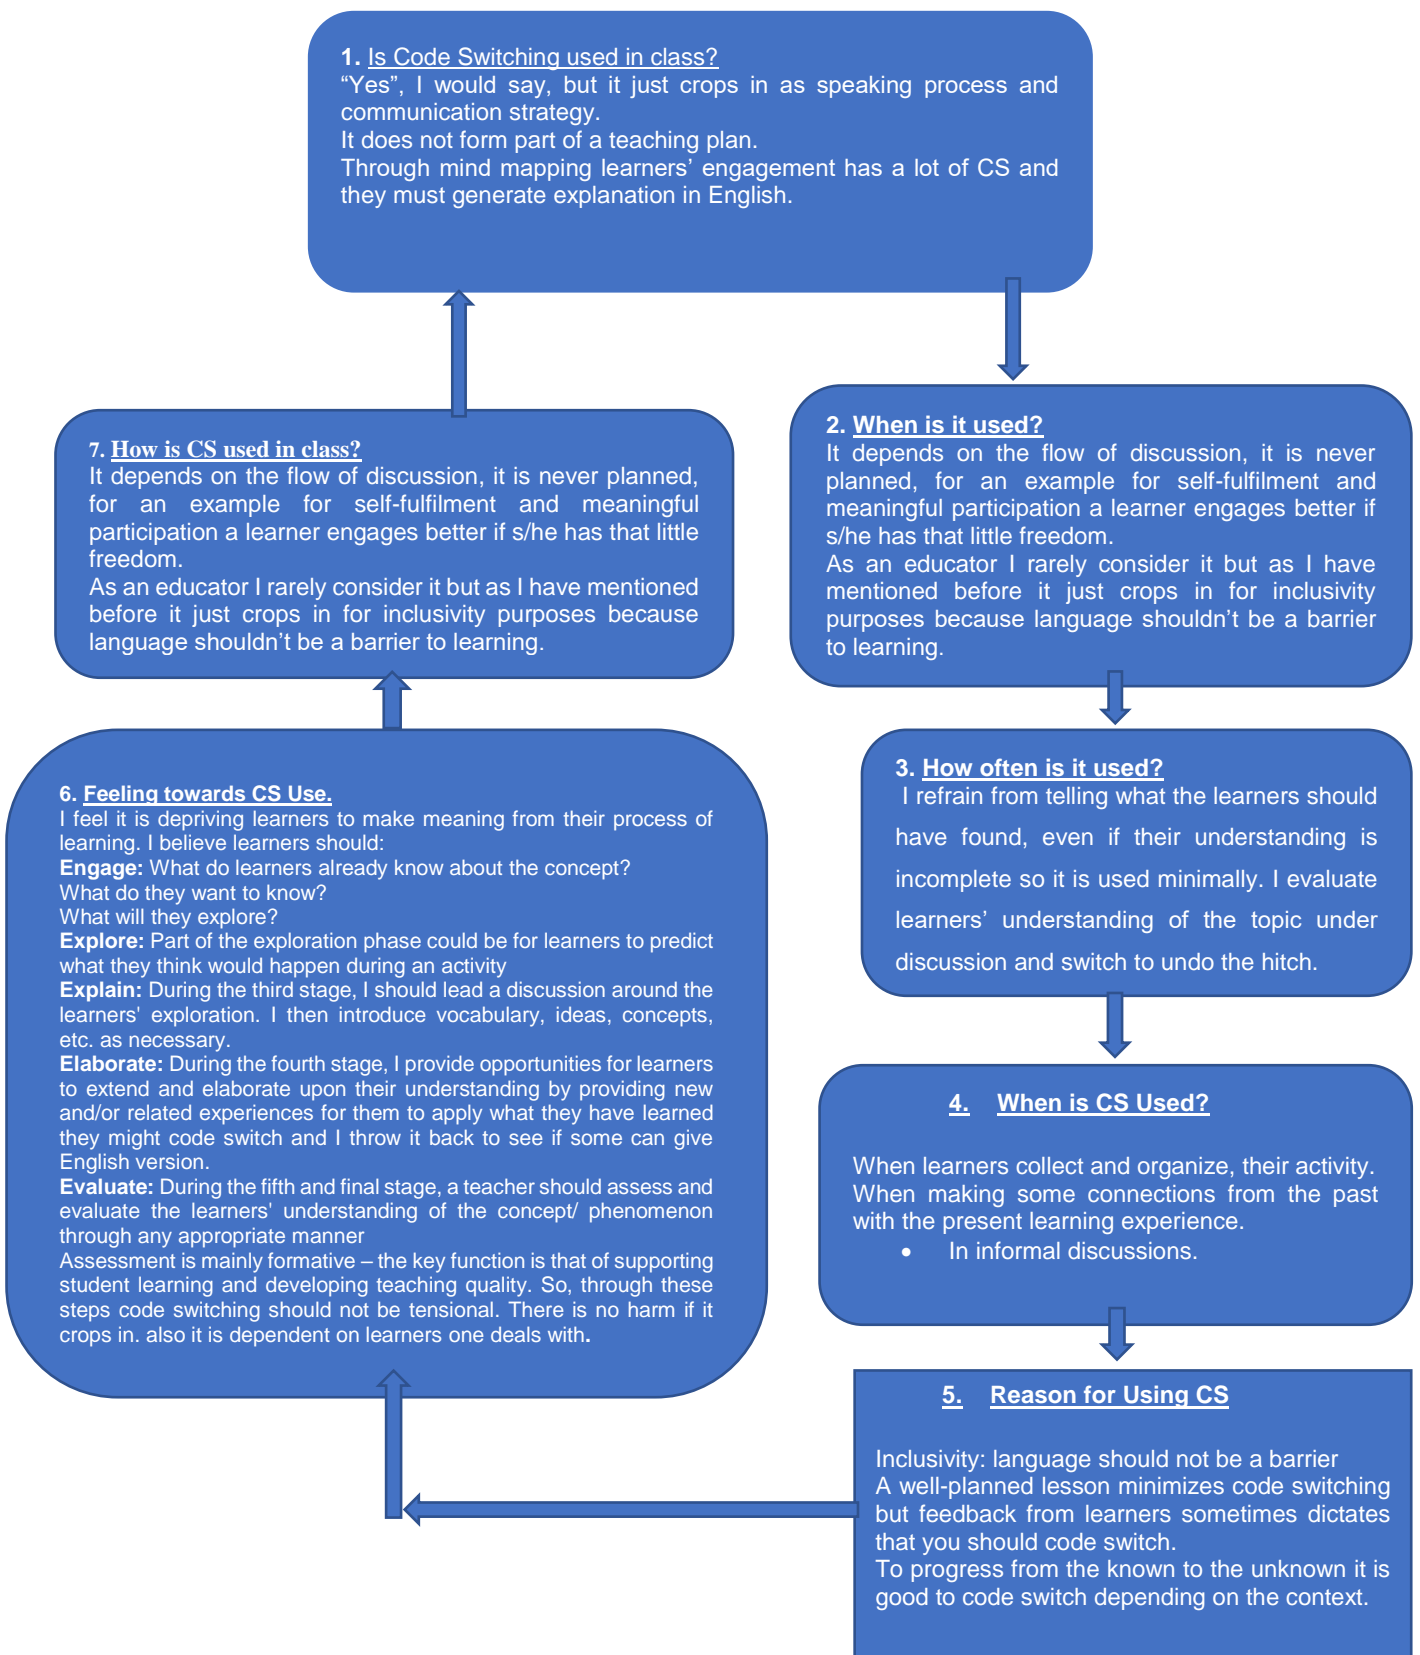 1. Is Code Switching used in class?
“Yes”, I would say, but it just crops in as speaking process and
communication strategy.
It does not form part of a teaching plan.
Through mind mapping learners’ engagement has a lot of CS and
they must generate explanation in English.
2. When is it used?
It depends on the flow of discussion, it is never
planned, for an example for self-fulfilment and
meaningful participation a learner engages better if
s/he has that little freedom.
As an educator I rarely consider it but as I have
mentioned before it just crops in for inclusivity
purposes because language shouldn’t be a barrier
to learning.
3. How often is it used?
I refrain from telling what the learners should
have found, even if their understanding is
incomplete so it is used minimally. I evaluate
learners’ understanding of the topic under
discussion and switch to undo the hitch.
4. When is CS Used?
When learners collect and organize, their activity.
When making some connections from the past
with the present learning experience.
• In informal discussions.
5. Reason for Using CS
Inclusivity: language should not be a barrier
A well-planned lesson minimizes code switching
but feedback from learners sometimes dictates
that you should code switch.
To progress from the known to the unknown it is
good to code switch depending on the context.
6. Feeling towards CS Use.
I feel it is depriving learners to make meaning from their process of
learning. I believe learners should:
Engage: What do learners already know about the concept?
What do they want to know?
What will they explore?
Explore: Part of the exploration phase could be for learners to predict
what they think would happen during an activity
Explain: During the third stage, I should lead a discussion around the
learners' exploration. I then introduce vocabulary, ideas, concepts,
etc. as necessary.
Elaborate: During the fourth stage, I provide opportunities for learners
to extend and elaborate upon their understanding by providing new
and/or related experiences for them to apply what they have learned
they might code switch and I throw it back to see if some can give
English version.
Evaluate: During the fifth and final stage, a teacher should assess and
evaluate the learners' understanding of the concept/ phenomenon
through any appropriate manner
Assessment is mainly formative – the key function is that of supporting
student learning and developing teaching quality. So, through these
steps code switching should not be tensional. There is no harm if it
crops in. also it is dependent on learners one deals with.
7. How is CS used in class?
It depends on the flow of discussion, it is never planned,
for an example for self-fulfilment and meaningful
participation a learner engages better if s/he has that little
freedom.
As an educator I rarely consider it but as I have mentioned
before it just crops in for inclusivity purposes because
language shouldn’t be a barrier to learning.